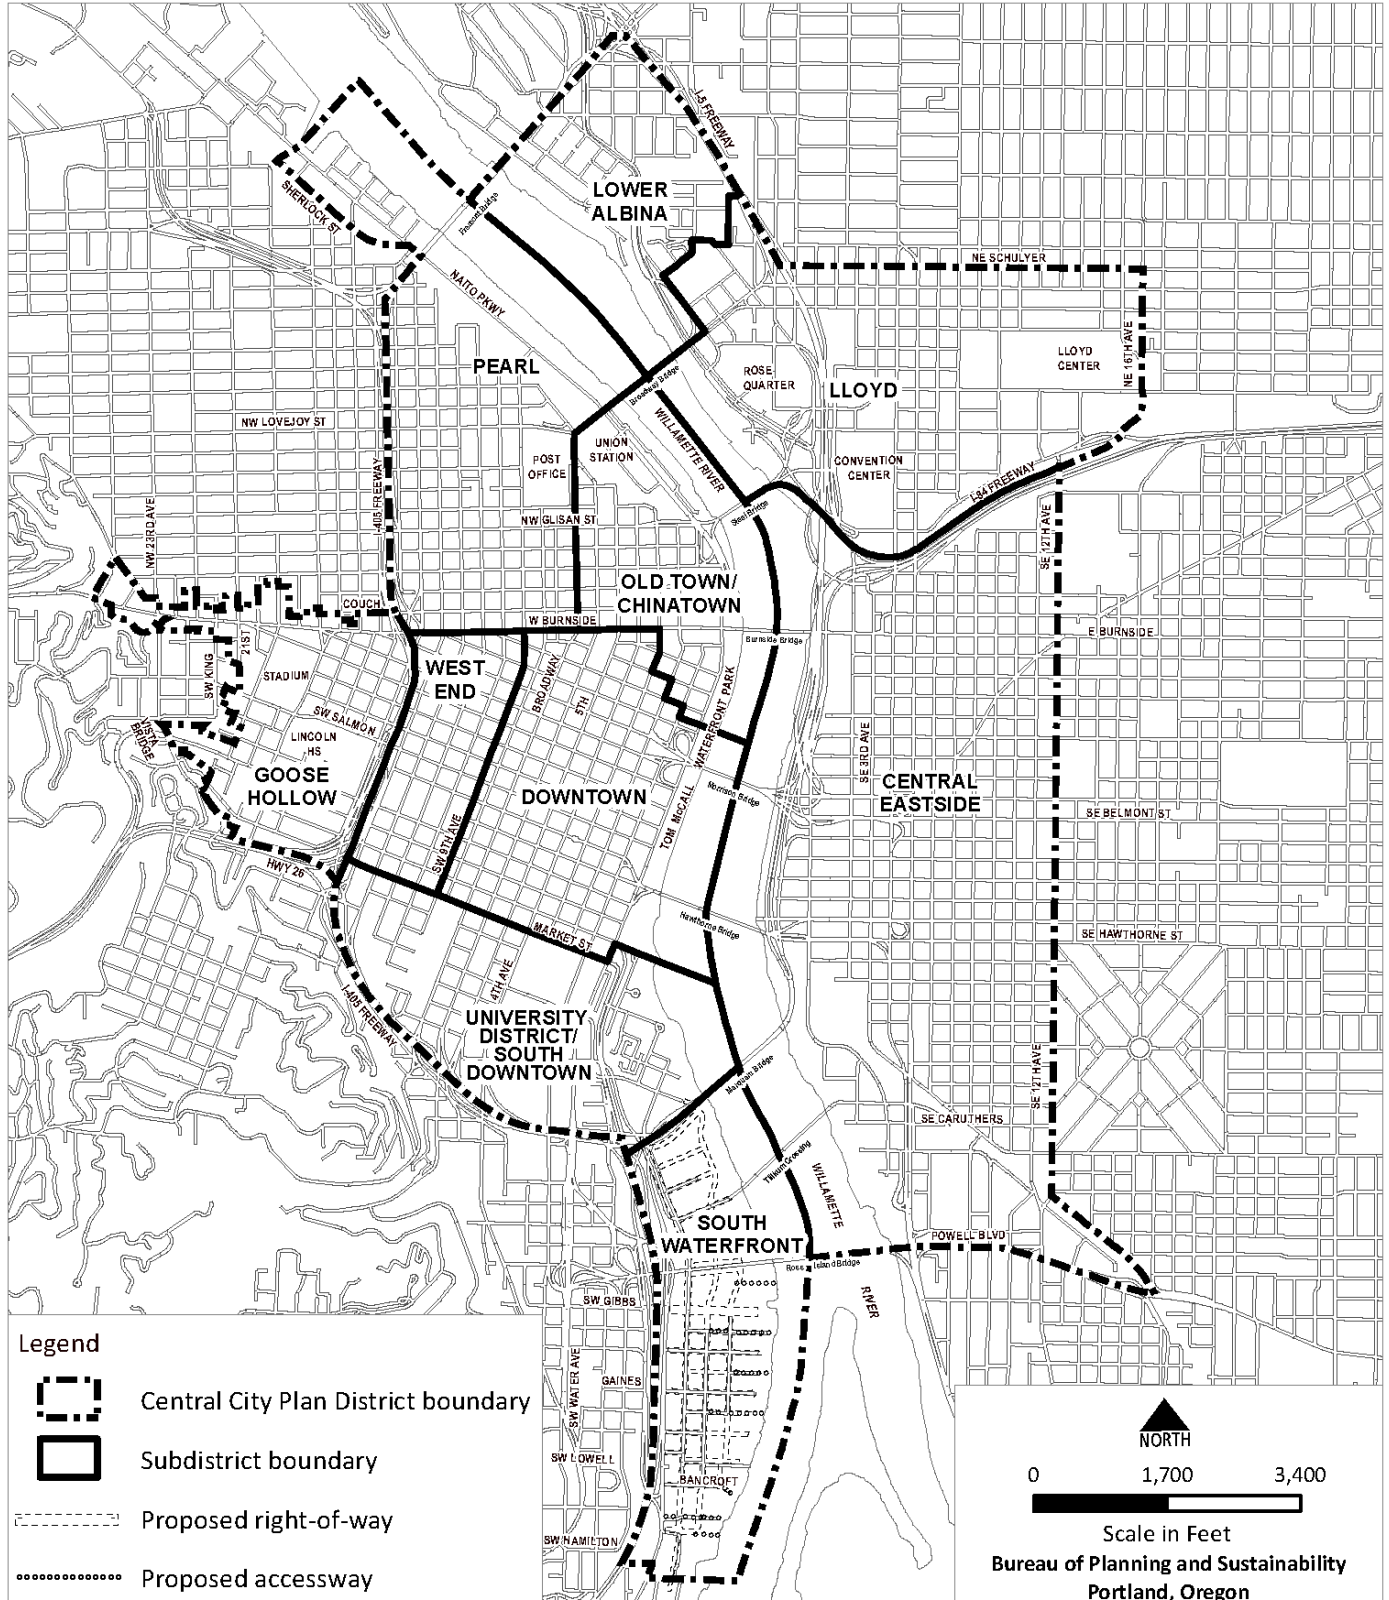 I-5 FREEWAY
LOWER
ALBINA
SHERLOCK ST
Fremont Bridge
NE SCHULYER
NAITO PKWY
NE 16TH AVE
LLOYD
CENTER
PEARL
ROSE
QUARTER
LLOYD
Broadway Bridge
NW LOVEJOY ST
WILLAMETTE RIVER
UNION
STATION
POST
OFFICE
CONVENTION
CENTER
I-84 FREEWAY
I-405 FREEWAY
NW 23RD AVE
NW GLISAN ST
Steel Bridge
SE 12TH AVE
OLD TOWN/
CHINATOWN
COUCH
W BURNSIDE
Burnside Bridge
E BURNSIDE
21ST
SW KING
STADIUM
WEST
END
BROADWAY
5TH
SW SALMON
LINCOLN
HS
VISTA
BRIDGE
TOM McCALL WATERFRONT PARK
SE 3RD AVE
GOOSE
HOLLOW
DOWNTOWN
Morrison Bridge
CENTRAL
EASTSIDE
SE BELMONT ST
SW 9TH AVE
HWY 26
MARKET ST
Hawthorne Bridge
SE HAWTHORNE ST
4TH AVE
I-405 FREEWAY
UNIVERSITY
DISTRICT/
SOUTH
DOWNTOWN
Marquam Bridge
SE 12TH AVE
SE CARUTHERS
Tilikum Crossing
WILLAMETTE
RIVER
SOUTH
WATERFRONT
POWELL BLVD
Ross Island Bridge
SW GIBBS
SW WATER AVE
GAINES
SW LOWELL
BANCROFT
SW HAMILTON
Legend
Central City Plan District boundary
Subdistrict boundary
Proposed right-of-way
Proposed accessway
NORTH
0 1,700 3,400
Scale in Feet
Bureau of Planning and Sustainability
Portland, Oregon